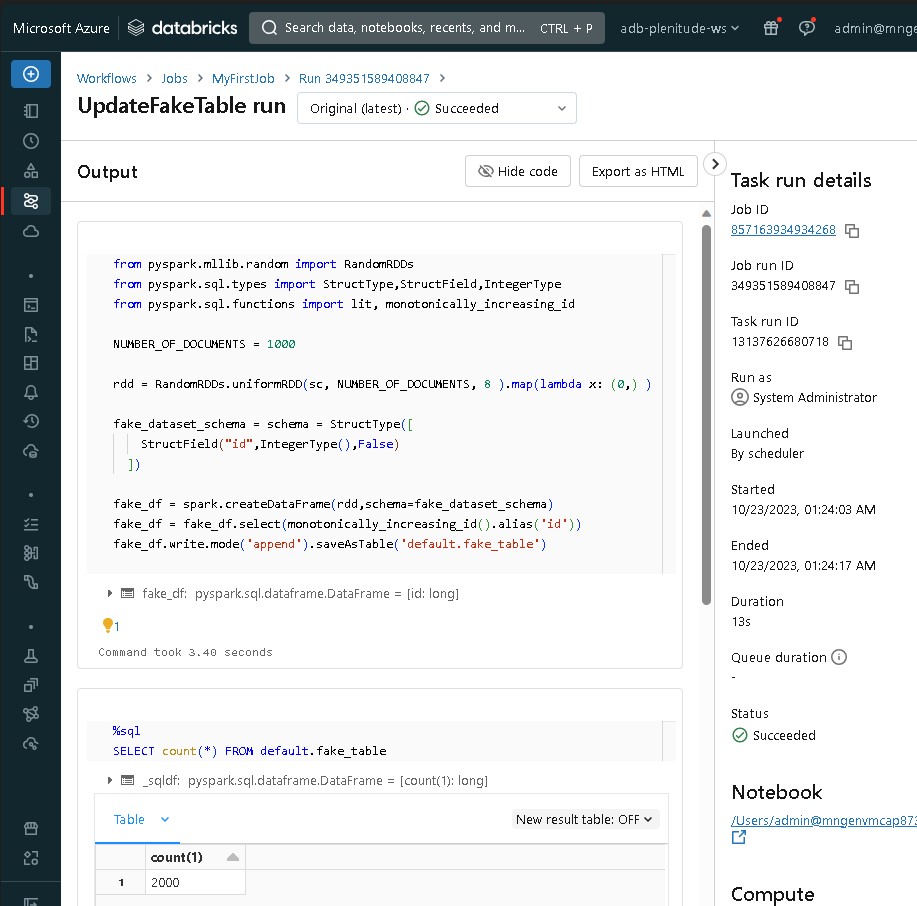 Microsoft Azure
databricks
Search data, notebooks, recents, and m...
CTRL + P
adb-plenitude-ws
admin@mnge
Workflows > Jobs > MyFirstJob > Run 349351589408847 >
UpdateFakeTable run
Original (latest) · Succeeded
Output
Hide code
Export as HTML
from pyspark.mllib.random import RandomRDDs
from pyspark.sql.types import StructType,StructField,IntegerType
from pyspark.sql.functions import lit, monotonically_increasing_id
NUMBER_OF_DOCUMENTS = 1000
rdd = RandomRDDs.uniformRDD(sc, NUMBER_OF_DOCUMENTS, 8 ).map(lambda x: (0,) )
fake_dataset_schema = schema = StructType([
StructField("id",IntegerType(),False)
])
fake_df = spark.createDataFrame(rdd,schema=fake_dataset_schema)
fake_df = fake_df.select(monotonically_increasing_id().alias('id'))
fake_df.write.mode('append').saveAsTable('default.fake_table')
fake_df: pyspark.sql.dataframe.DataFrame = [id: long]
1
Command took 3.40 seconds
%sql
SELECT count(*) FROM default.fake_table
_sqldf: pyspark.sql.dataframe.DataFrame = [count(1): long]
Table
New result table: OFF
count(1)
1 2000
Task run details
Job ID
857163934934268
Job run ID
349351589408847
Task run ID
13137626680718
Run as
System Administrator
Launched
By scheduler
Started
10/23/2023, 01:24:03 AM
Ended
10/23/2023, 01:24:17 AM
Duration
13s
Queue duration
-
Status
Succeeded
Notebook
/Users/admin@mngenvmcap873
Compute